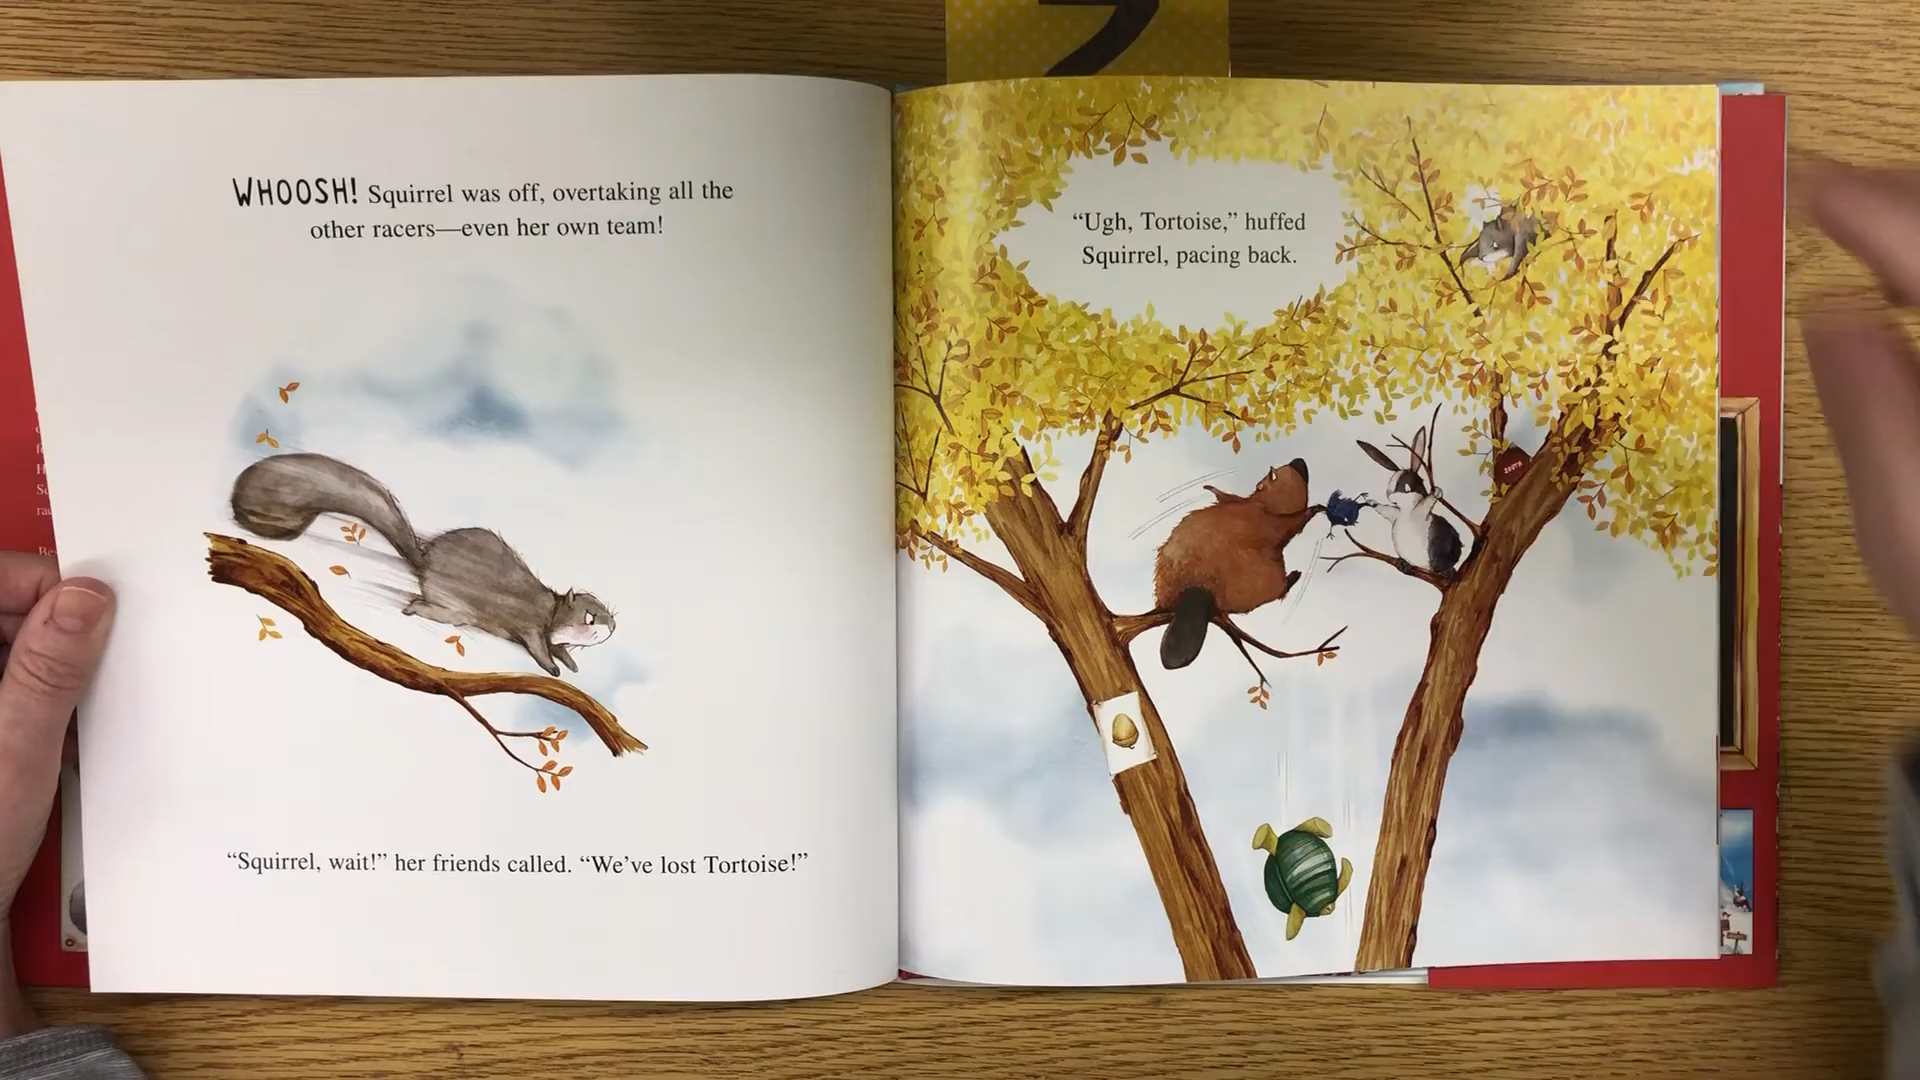 WHOOSH! Squirrel was off, overtaking all the
other racers—even her own team!
“Squirrel, wait!” her friends called. “We’ve lost Tortoise!”
“Ugh, Tortoise,” huffed
Squirrel, pacing back.